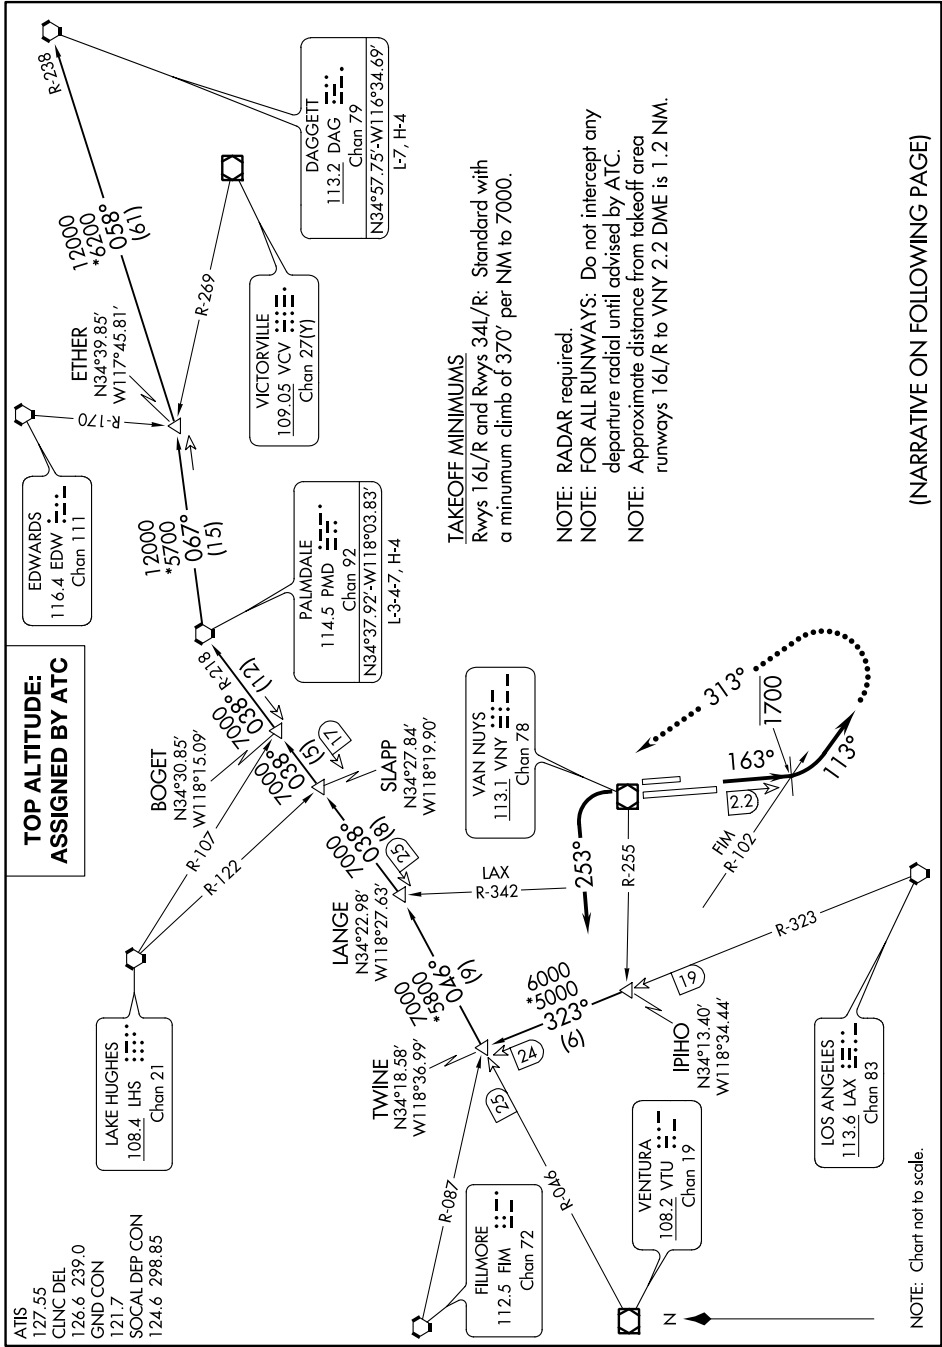 ATIS
127.55
CLNC DEL
126.6 239.0
GND CON
121.7
SOCAL DEP CON
124.6 298.85
TOP ALTITUDE:
ASSIGNED BY ATC
EDWARDS
116.4 EDW
Chan 111
R-170
ETHER
N34°39.85'
W117°45.81'
12000
*6200
058°
(61)
R-238
DAGGETT
113.2 DAG
Chan 79
N34°57.75'-W116°34.69'
L-7, H-4
R-269
VICTORVILLE
109.05 VCV
Chan 27(Y)
12000
*5700
067°
(15)
PALMDALE
114.5 PMD
Chan 92
N34°37.92'-W118°03.83'
L-3-4-7, H-4
R-218
7000
038°
(12)
BOGET
N34°30.85'
W118°15.09'
7000
038°
(5)
17
SLAPP
N34°27.84'
W118°19.90'
R-107
R-122
LAKE HUGHES
108.4 LHS
Chan 21
7000
038°
(8)
25
LANGE
N34°22.98'
W118°27.63'
LAX
R-342
7000
*5800
046°
(9)
TWINE
N34°18.58'
W118°36.99'
24
25
R-087
R-046
FILLMORE
112.5 FIM
Chan 72
6000
*5000
323°
(6)
IPIHO
N34°13.40'
W118°34.44'
19
R-323
R-255
VENTURA
108.2 VTU
Chan 19
LOS ANGELES
113.6 LAX
Chan 83
VAN NUYS
113.1 VNY
Chan 78
253°
2.2
163°
FIM
R-102
1700
113°
313°
TAKEOFF MINIMUMS
Rwys 16L/R and Rwys 34L/R: Standard with
a minumum climb of 370' per NM to 7000.
NOTE: RADAR required.
NOTE: FOR ALL RUNWAYS: Do not intercept any
departure radial until advised by ATC.
NOTE: Approximate distance from takeoff area
runways 16L/R to VNY 2.2 DME is 1.2 NM.
N
NOTE: Chart not to scale.
(NARRATIVE ON FOLLOWING PAGE)